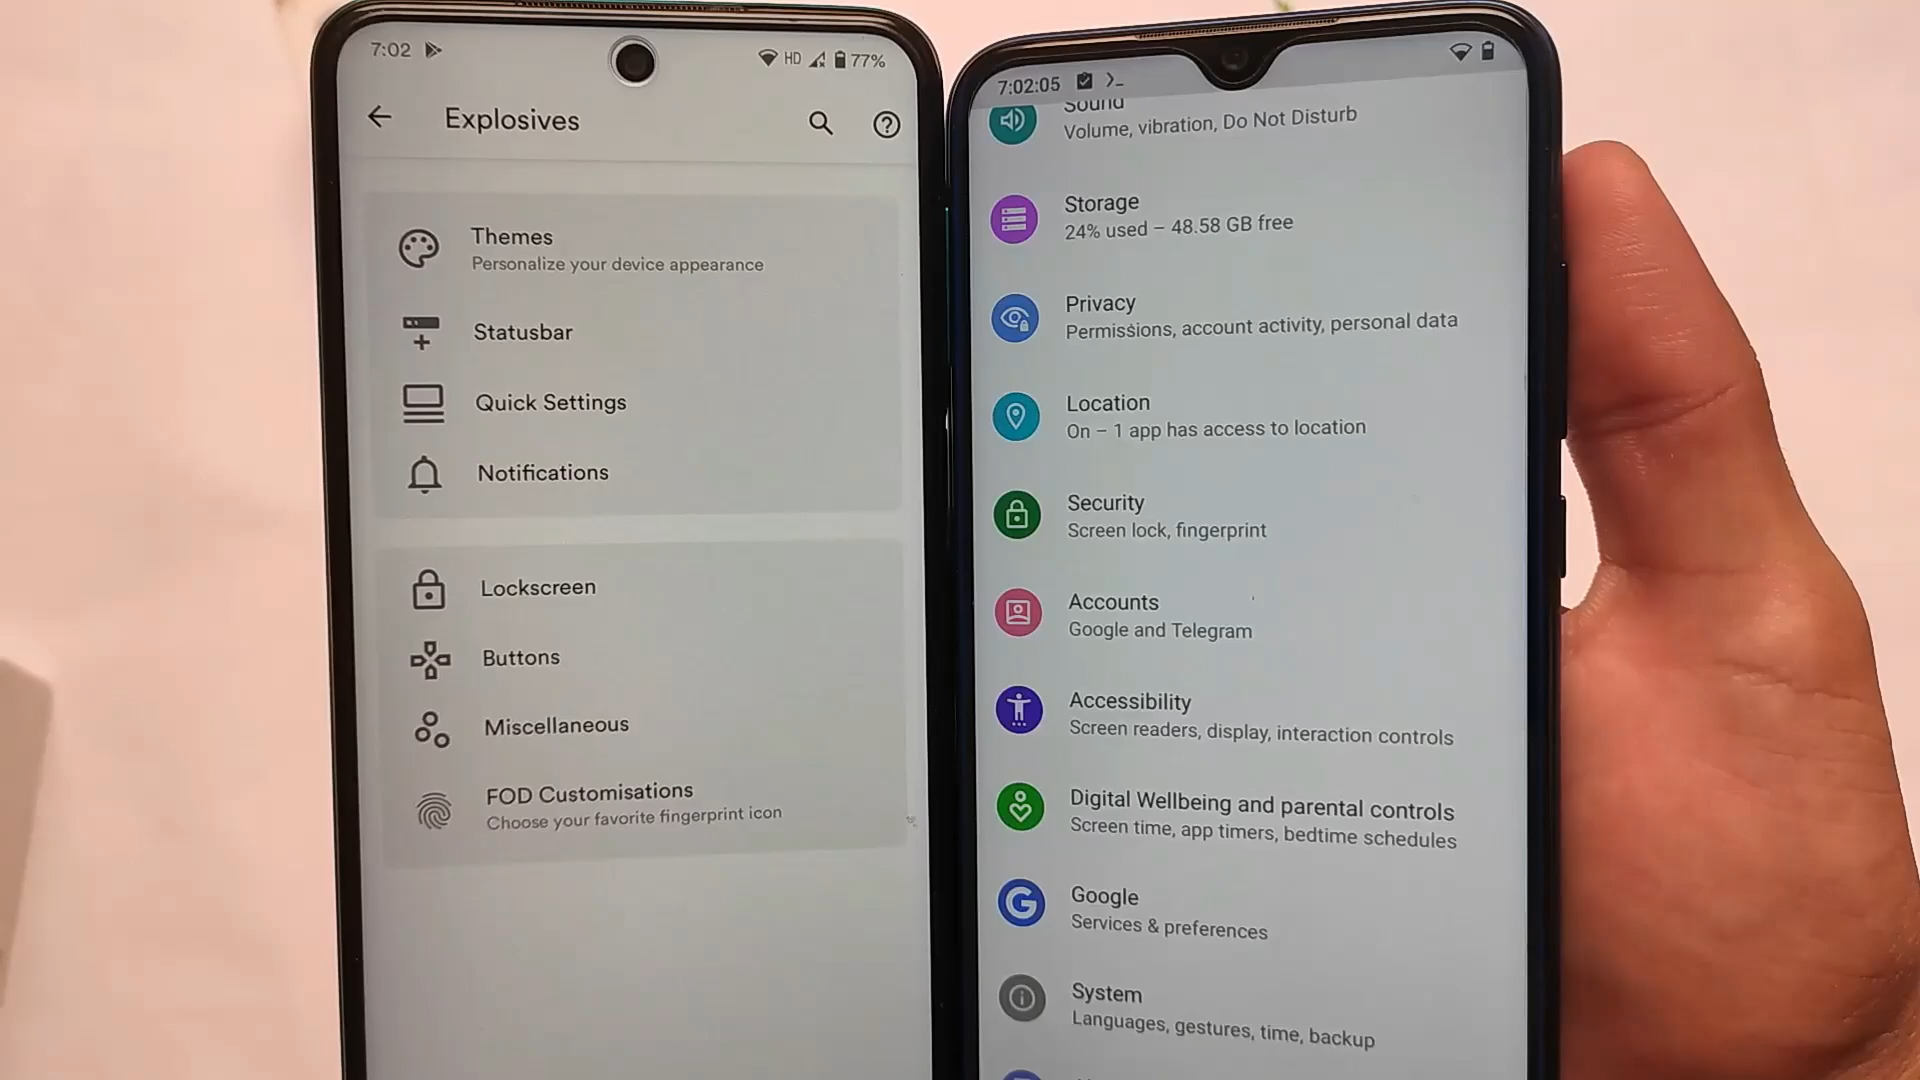 7:02
HD
77%
Explosives
Themes
Personalize your device appearance
Statusbar
Quick Settings
Notifications
Lockscreen
Buttons
Miscellaneous
FOD Customisations
Choose your favorite fingerprint icon
7:02:05
Sound
Volume, vibration, Do Not Disturb
Storage
24% used – 48.58 GB free
Privacy
Permissions, account activity, personal data
Location
On – 1 app has access to location
Security
Screen lock, fingerprint
Accounts
Google and Telegram
Accessibility
Screen readers, display, interaction controls
Digital Wellbeing and parental controls
Screen time, app timers, bedtime schedules
Google
Services & preferences
System
Languages, gestures, time, backup